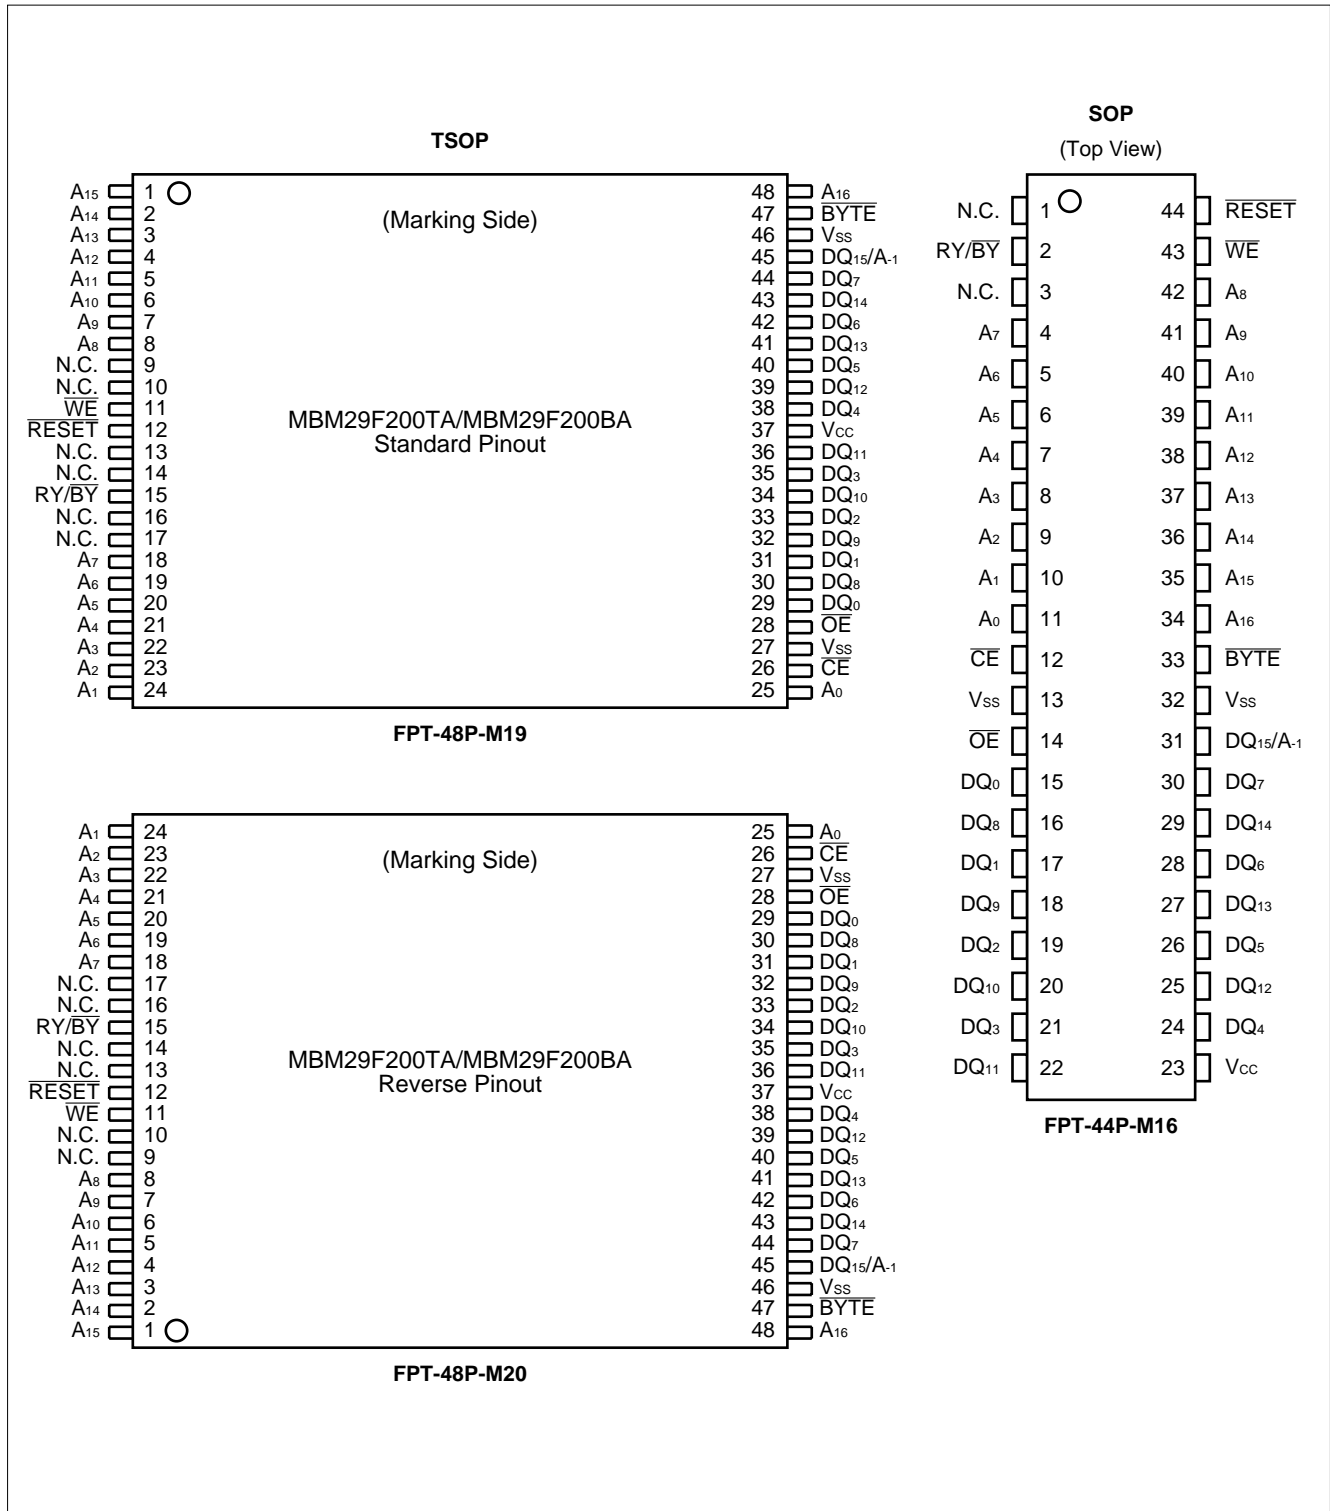 TSOP
(Marking Side)
A15 1 48 A16
A14 2 47 BYTE
A13 3 46 VSS
A12 4 45 DQ15/A-1
A11 5 44 DQ7
A10 6 43 DQ14
A9 7 42 DQ6
A8 8 41 DQ13
N.C. 9 40 DQ5
N.C. 10 39 DQ12
WE 11 38 DQ4
RESET 12 37 VCC
N.C. 13 36 DQ11
N.C. 14 35 DQ3
RY/BY 15 34 DQ10
N.C. 16 33 DQ2
N.C. 17 32 DQ9
A7 18 31 DQ1
A6 19 30 DQ8
A5 20 29 DQ0
A4 21 28 OE
A3 22 27 VSS
A2 23 26 CE
A1 24 25 A0
MBM29F200TA/MBM29F200BA
Standard Pinout
FPT-48P-M19
(Marking Side)
A1 24 25 A0
A2 23 26 CE
A3 22 27 VSS
A4 21 28 OE
A5 20 29 DQ0
A6 19 30 DQ8
A7 18 31 DQ1
N.C. 17 32 DQ9
N.C. 16 33 DQ2
RY/BY 15 34 DQ10
N.C. 14 35 DQ3
N.C. 13 36 DQ11
RESET 12 37 VCC
WE 11 38 DQ4
N.C. 10 39 DQ12
N.C. 9 40 DQ5
A8 8 41 DQ13
A9 7 42 DQ6
A10 6 43 DQ14
A11 5 44 DQ7
A12 4 45 DQ15/A-1
A13 3 46 VSS
A14 2 47 BYTE
A15 1 48 A16
MBM29F200TA/MBM29F200BA
Reverse Pinout
FPT-48P-M20
SOP
(Top View)
N.C. 1 44 RESET
RY/BY 2 43 WE
N.C. 3 42 A8
A7 4 41 A9
A6 5 40 A10
A5 6 39 A11
A4 7 38 A12
A3 8 37 A13
A2 9 36 A14
A1 10 35 A15
A0 11 34 A16
CE 12 33 BYTE
VSS 13 32 VSS
OE 14 31 DQ15/A-1
DQ0 15 30 DQ7
DQ8 16 29 DQ14
DQ1 17 28 DQ6
DQ9 18 27 DQ13
DQ2 19 26 DQ5
DQ10 20 25 DQ12
DQ3 21 24 DQ4
DQ11 22 23 VCC
FPT-44P-M16